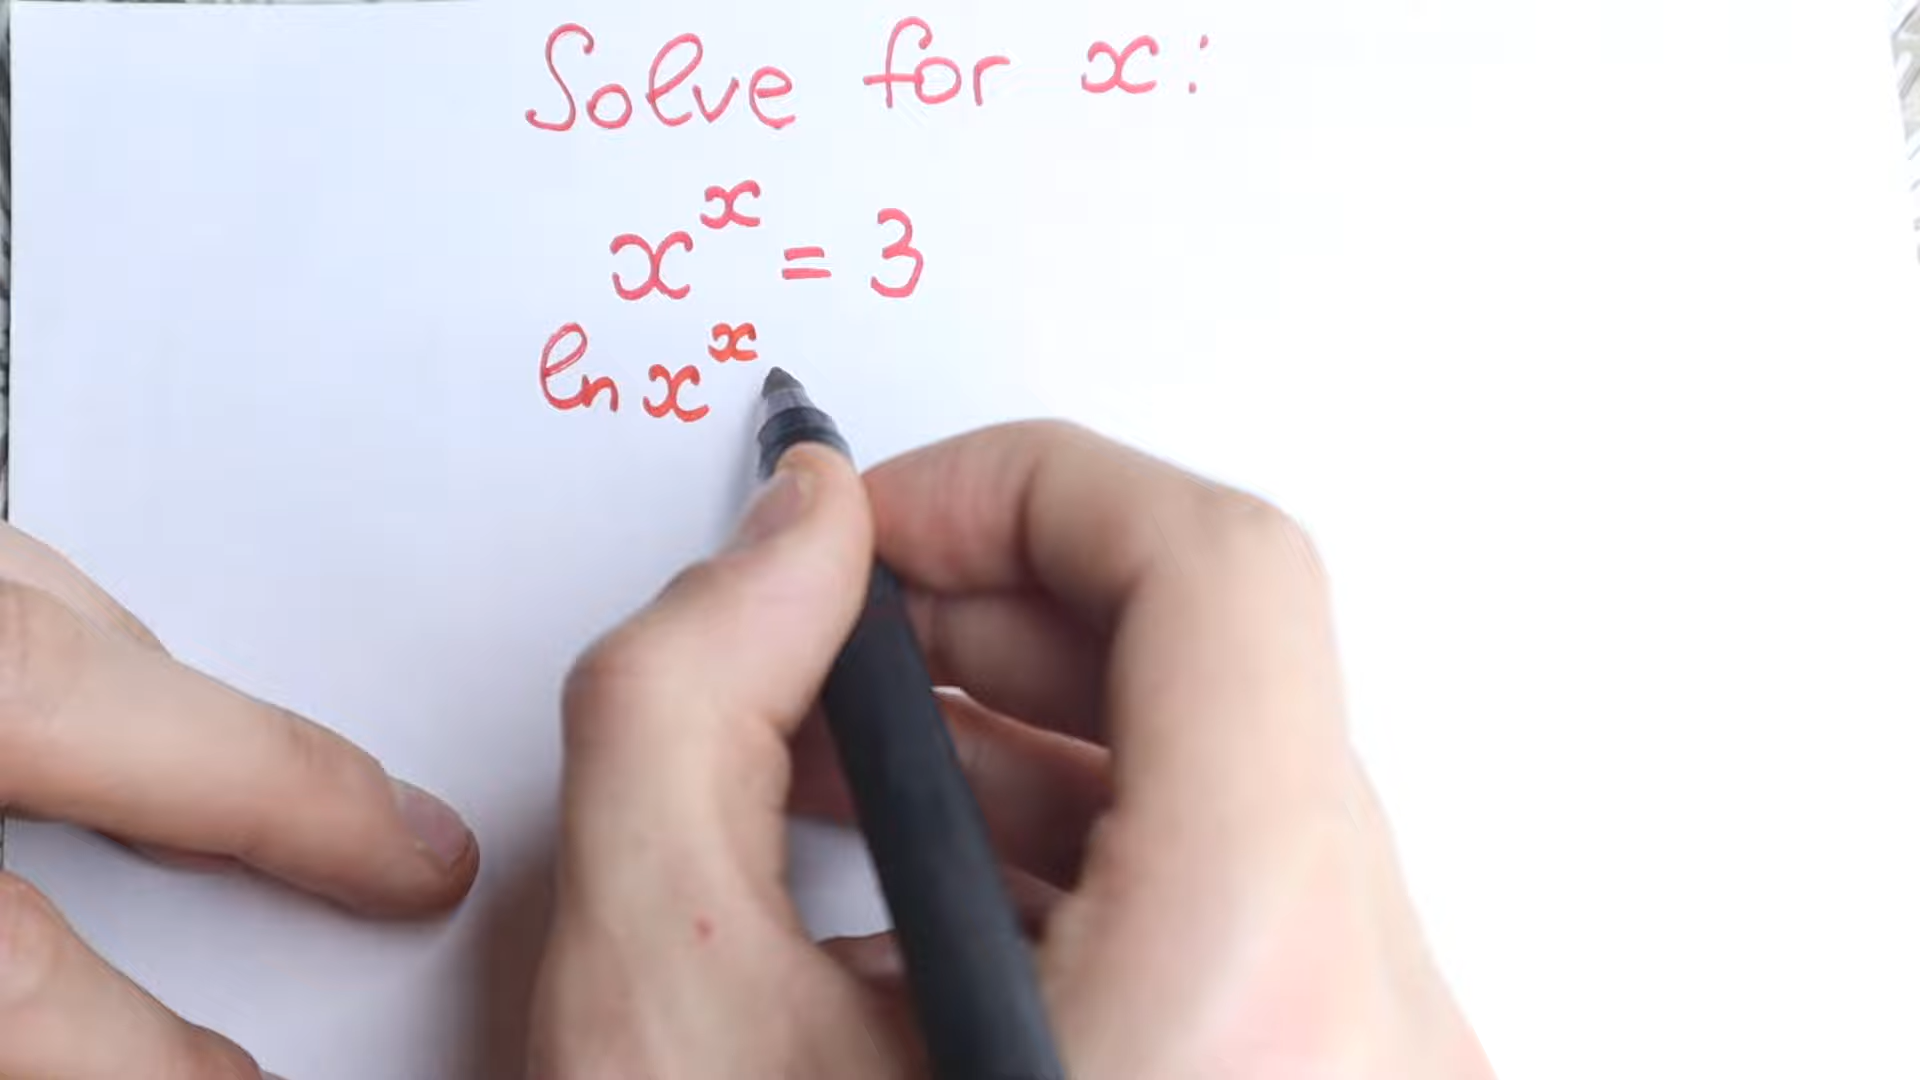 Solve for x:
x^x = 3
ln x^x